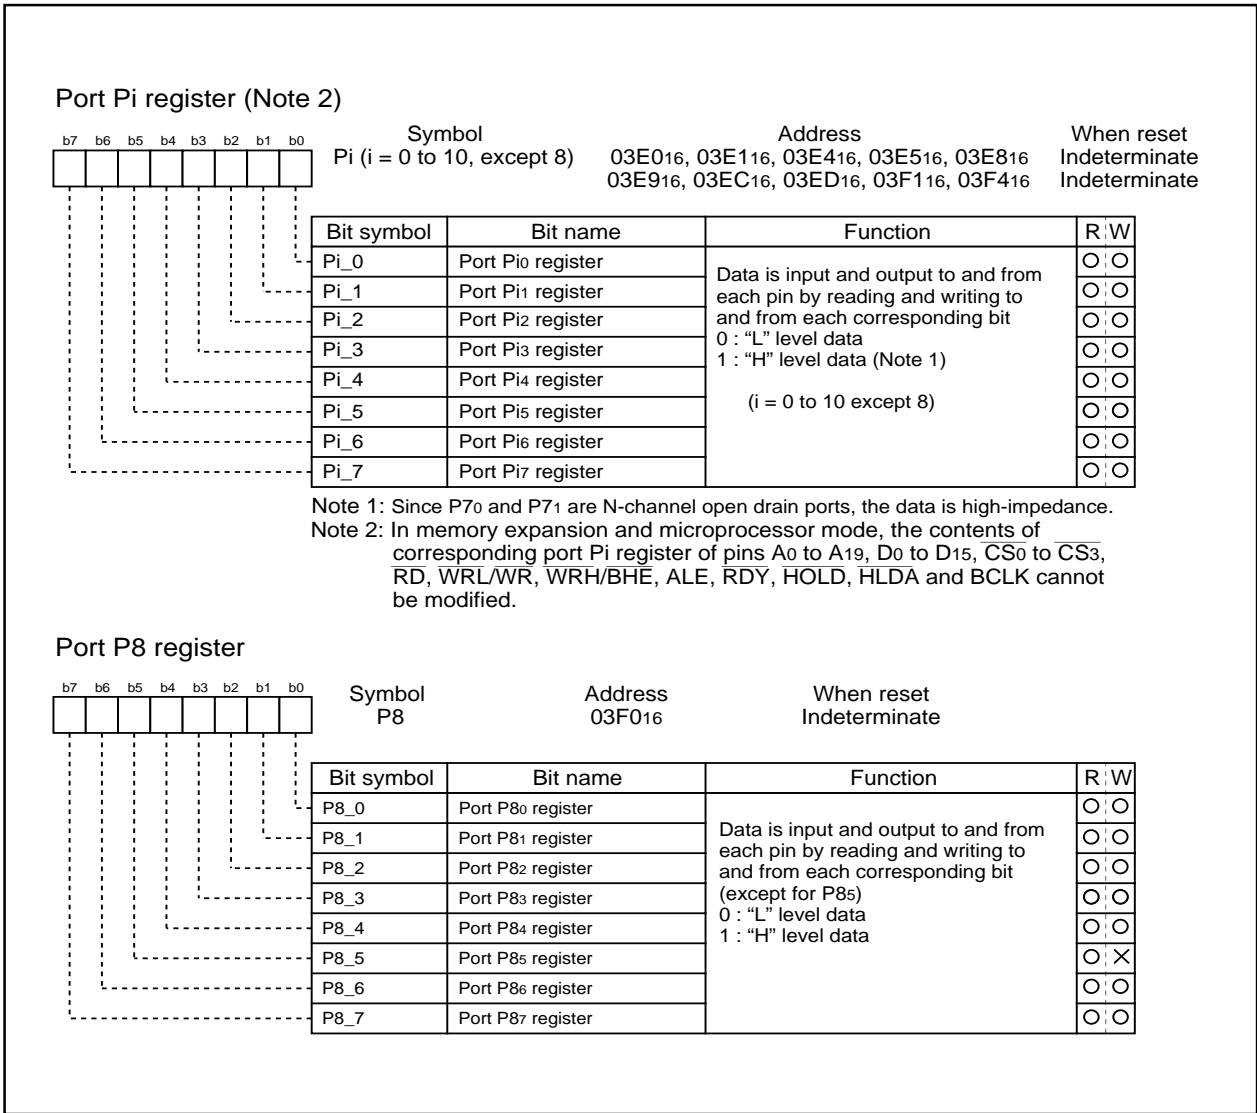 Port Pi register (Note 2)
b7 b6 b5 b4 b3 b2 b1 b0
Symbol Address When reset
Pi (i = 0 to 10, except 8) 03E016, 03E116, 03E416, 03E516, 03E816 Indeterminate
03E916, 03EC16, 03ED16, 03F116, 03F416 Indeterminate
Bit symbol Bit name Function R W
Pi_0 Port Pi0 register
Pi_1 Port Pi1 register
Pi_2 Port Pi2 register
Pi_3 Port Pi3 register
Pi_4 Port Pi4 register
Pi_5 Port Pi5 register
Pi_6 Port Pi6 register
Pi_7 Port Pi7 register
Data is input and output to and from
each pin by reading and writing to
and from each corresponding bit
0 : “L” level data
1 : “H” level data (Note 1)
(i = 0 to 10 except 8)
Note 1: Since P70 and P71 are N-channel open drain ports, the data is high-impedance.
Note 2: In memory expansion and microprocessor mode, the contents of
corresponding port Pi register of pins A0 to A19, D0 to D15, CS0 to CS3,
RD, WRL/WR, WRH/BHE, ALE, RDY, HOLD, HLDA and BCLK cannot
be modified.
Port P8 register
b7 b6 b5 b4 b3 b2 b1 b0
Symbol Address When reset
P8 03F016 Indeterminate
Bit symbol Bit name Function R W
P8_0 Port P80 register
P8_1 Port P81 register
P8_2 Port P82 register
P8_3 Port P83 register
P8_4 Port P84 register
P8_5 Port P85 register
P8_6 Port P86 register
P8_7 Port P87 register
Data is input and output to and from
each pin by reading and writing to
and from each corresponding bit
(except for P85)
0 : “L” level data
1 : “H” level data